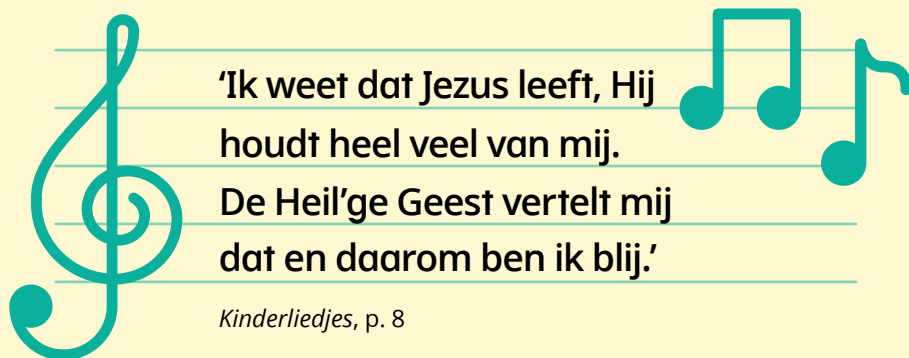 ‘Ik weet dat Jezus leeft, Hij
houdt heel veel van mij.
De Heil’ge Geest vertelt mij
dat en daarom ben ik blij.’
Kinderliedjes, p. 8